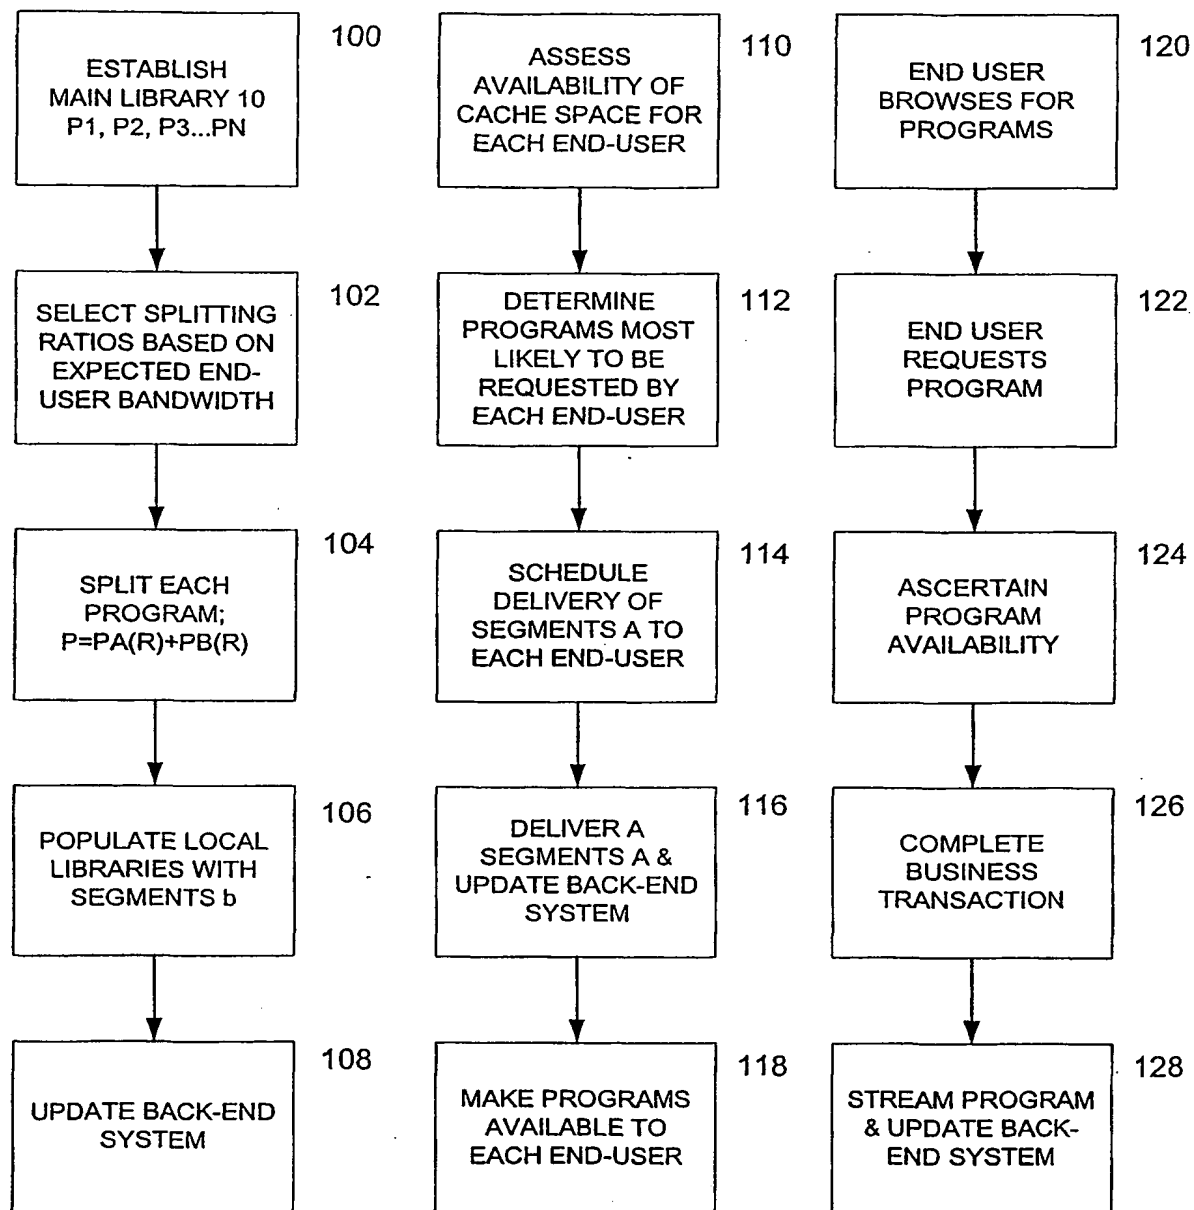 100
ESTABLISH
MAIN LIBRARY 10
P1, P2, P3...PN
102
SELECT SPLITTING
RATIOS BASED ON
EXPECTED END-
USER BANDWIDTH
104
SPLIT EACH
PROGRAM;
P=PA(R)+PB(R)
106
POPULATE LOCAL
LIBRARIES WITH
SEGMENTS b
108
UPDATE BACK-END
SYSTEM
110
ASSESS
AVAILABILITY OF
CACHE SPACE FOR
EACH END-USER
112
DETERMINE
PROGRAMS MOST
LIKELY TO BE
REQUESTED BY
EACH END-USER
114
SCHEDULE
DELIVERY OF
SEGMENTS A TO
EACH END-USER
116
DELIVER A
SEGMENTS A &
UPDATE BACK-END
SYSTEM
118
MAKE PROGRAMS
AVAILABLE TO
EACH END-USER
120
END USER
BROWSES FOR
PROGRAMS
122
END USER
REQUESTS
PROGRAM
124
ASCERTAIN
PROGRAM
AVAILABILITY
126
COMPLETE
BUSINESS
TRANSACTION
128
STREAM PROGRAM
& UPDATE BACK-
END SYSTEM